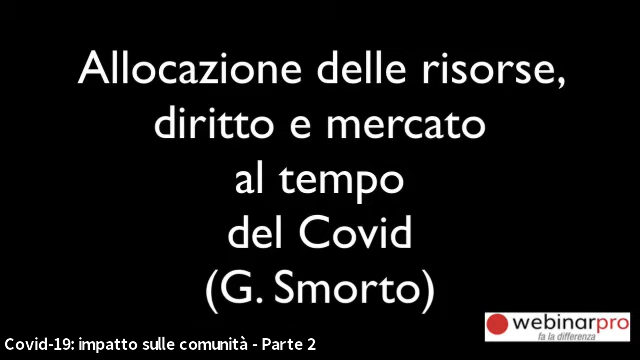 Allocazione delle risorse,
diritto e mercato
al tempo
del Covid
(G. Smorto)
webinarpro
fa la differenza
Covid-19: impatto sulle comunità - Parte 2